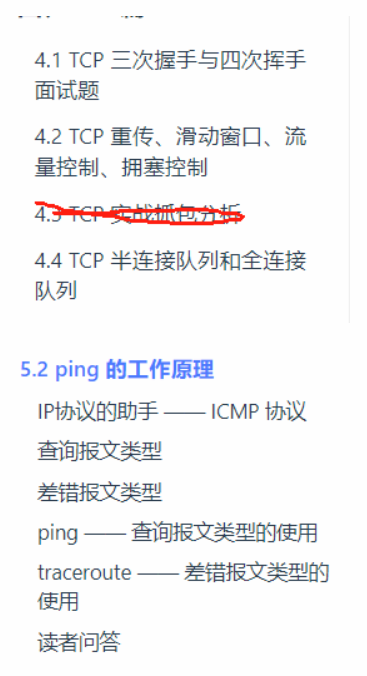 4.1 TCP 三次握手与四次挥手
面试题
4.2 TCP 重传、滑动窗口、流
量控制、拥塞控制
4.3 TCP 实战抓包分析
4.4 TCP 半连接队列和全连接
队列
5.2 ping 的工作原理
IP协议的助手 —— ICMP 协议
查询报文类型
差错报文类型
ping —— 查询报文类型的使用
traceroute —— 差错报文类型的
使用
读者问答